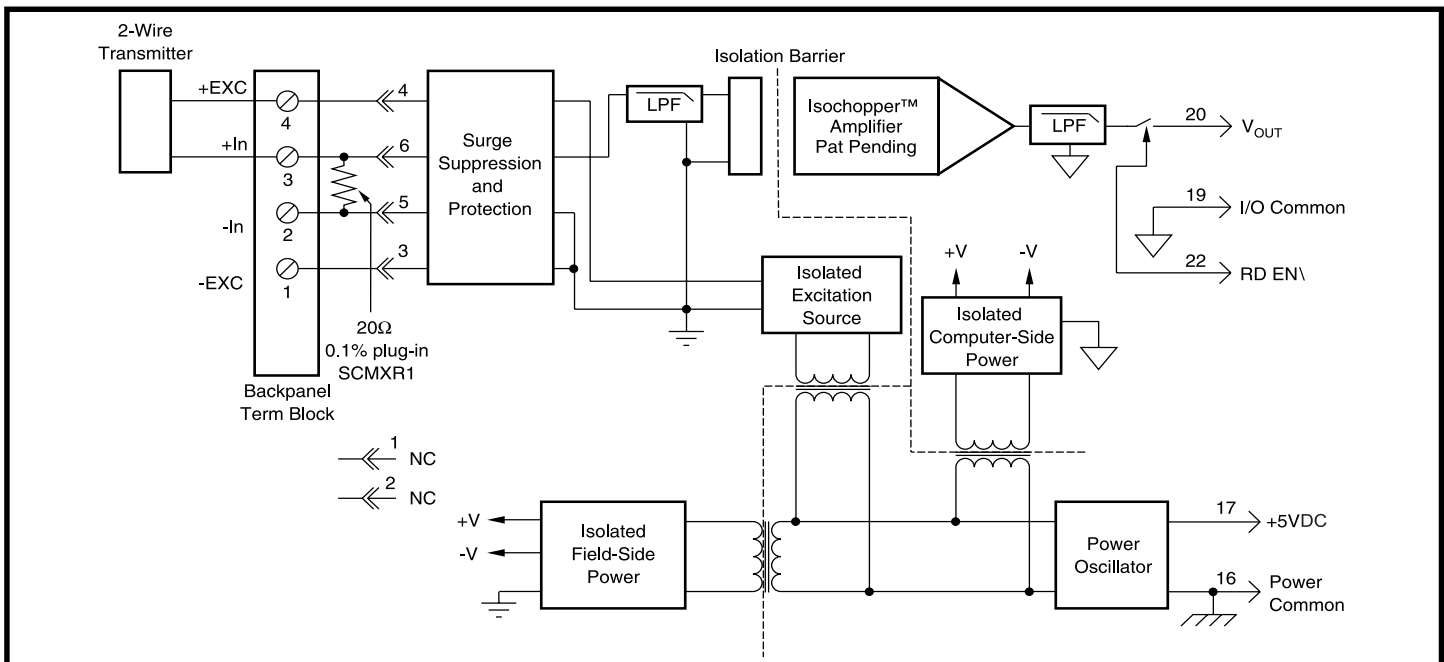 2-Wire
Transmitter
+EXC
4
4
+In
3
6
-In
2
5
-EXC
1
3
20Ω
0.1% plug-in
SCMXR1
Backpanel
Term Block
Surge
Suppression
and
Protection
LPF
Isolation Barrier
Isochopper™
Amplifier
Pat Pending
LPF
20
VOUT
19
I/O Common
22
RD EN\
Isolated
Excitation
Source
+V
-V
Isolated
Computer-Side
Power
1
NC
2
NC
+V
-V
Isolated
Field-Side
Power
Power
Oscillator
17
+5VDC
16
Power
Common